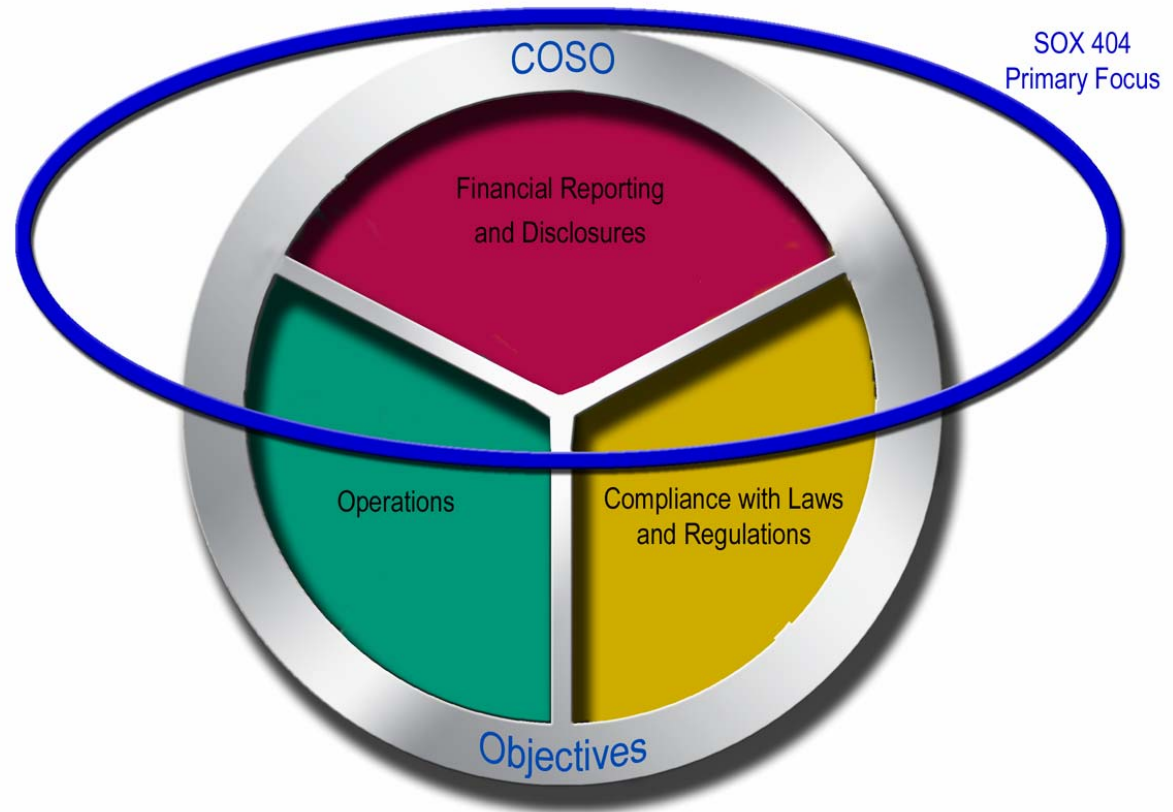 COSO
SOX 404
Primary Focus
Financial Reporting
and Disclosures
Operations
Compliance with Laws
and Regulations
Objectives